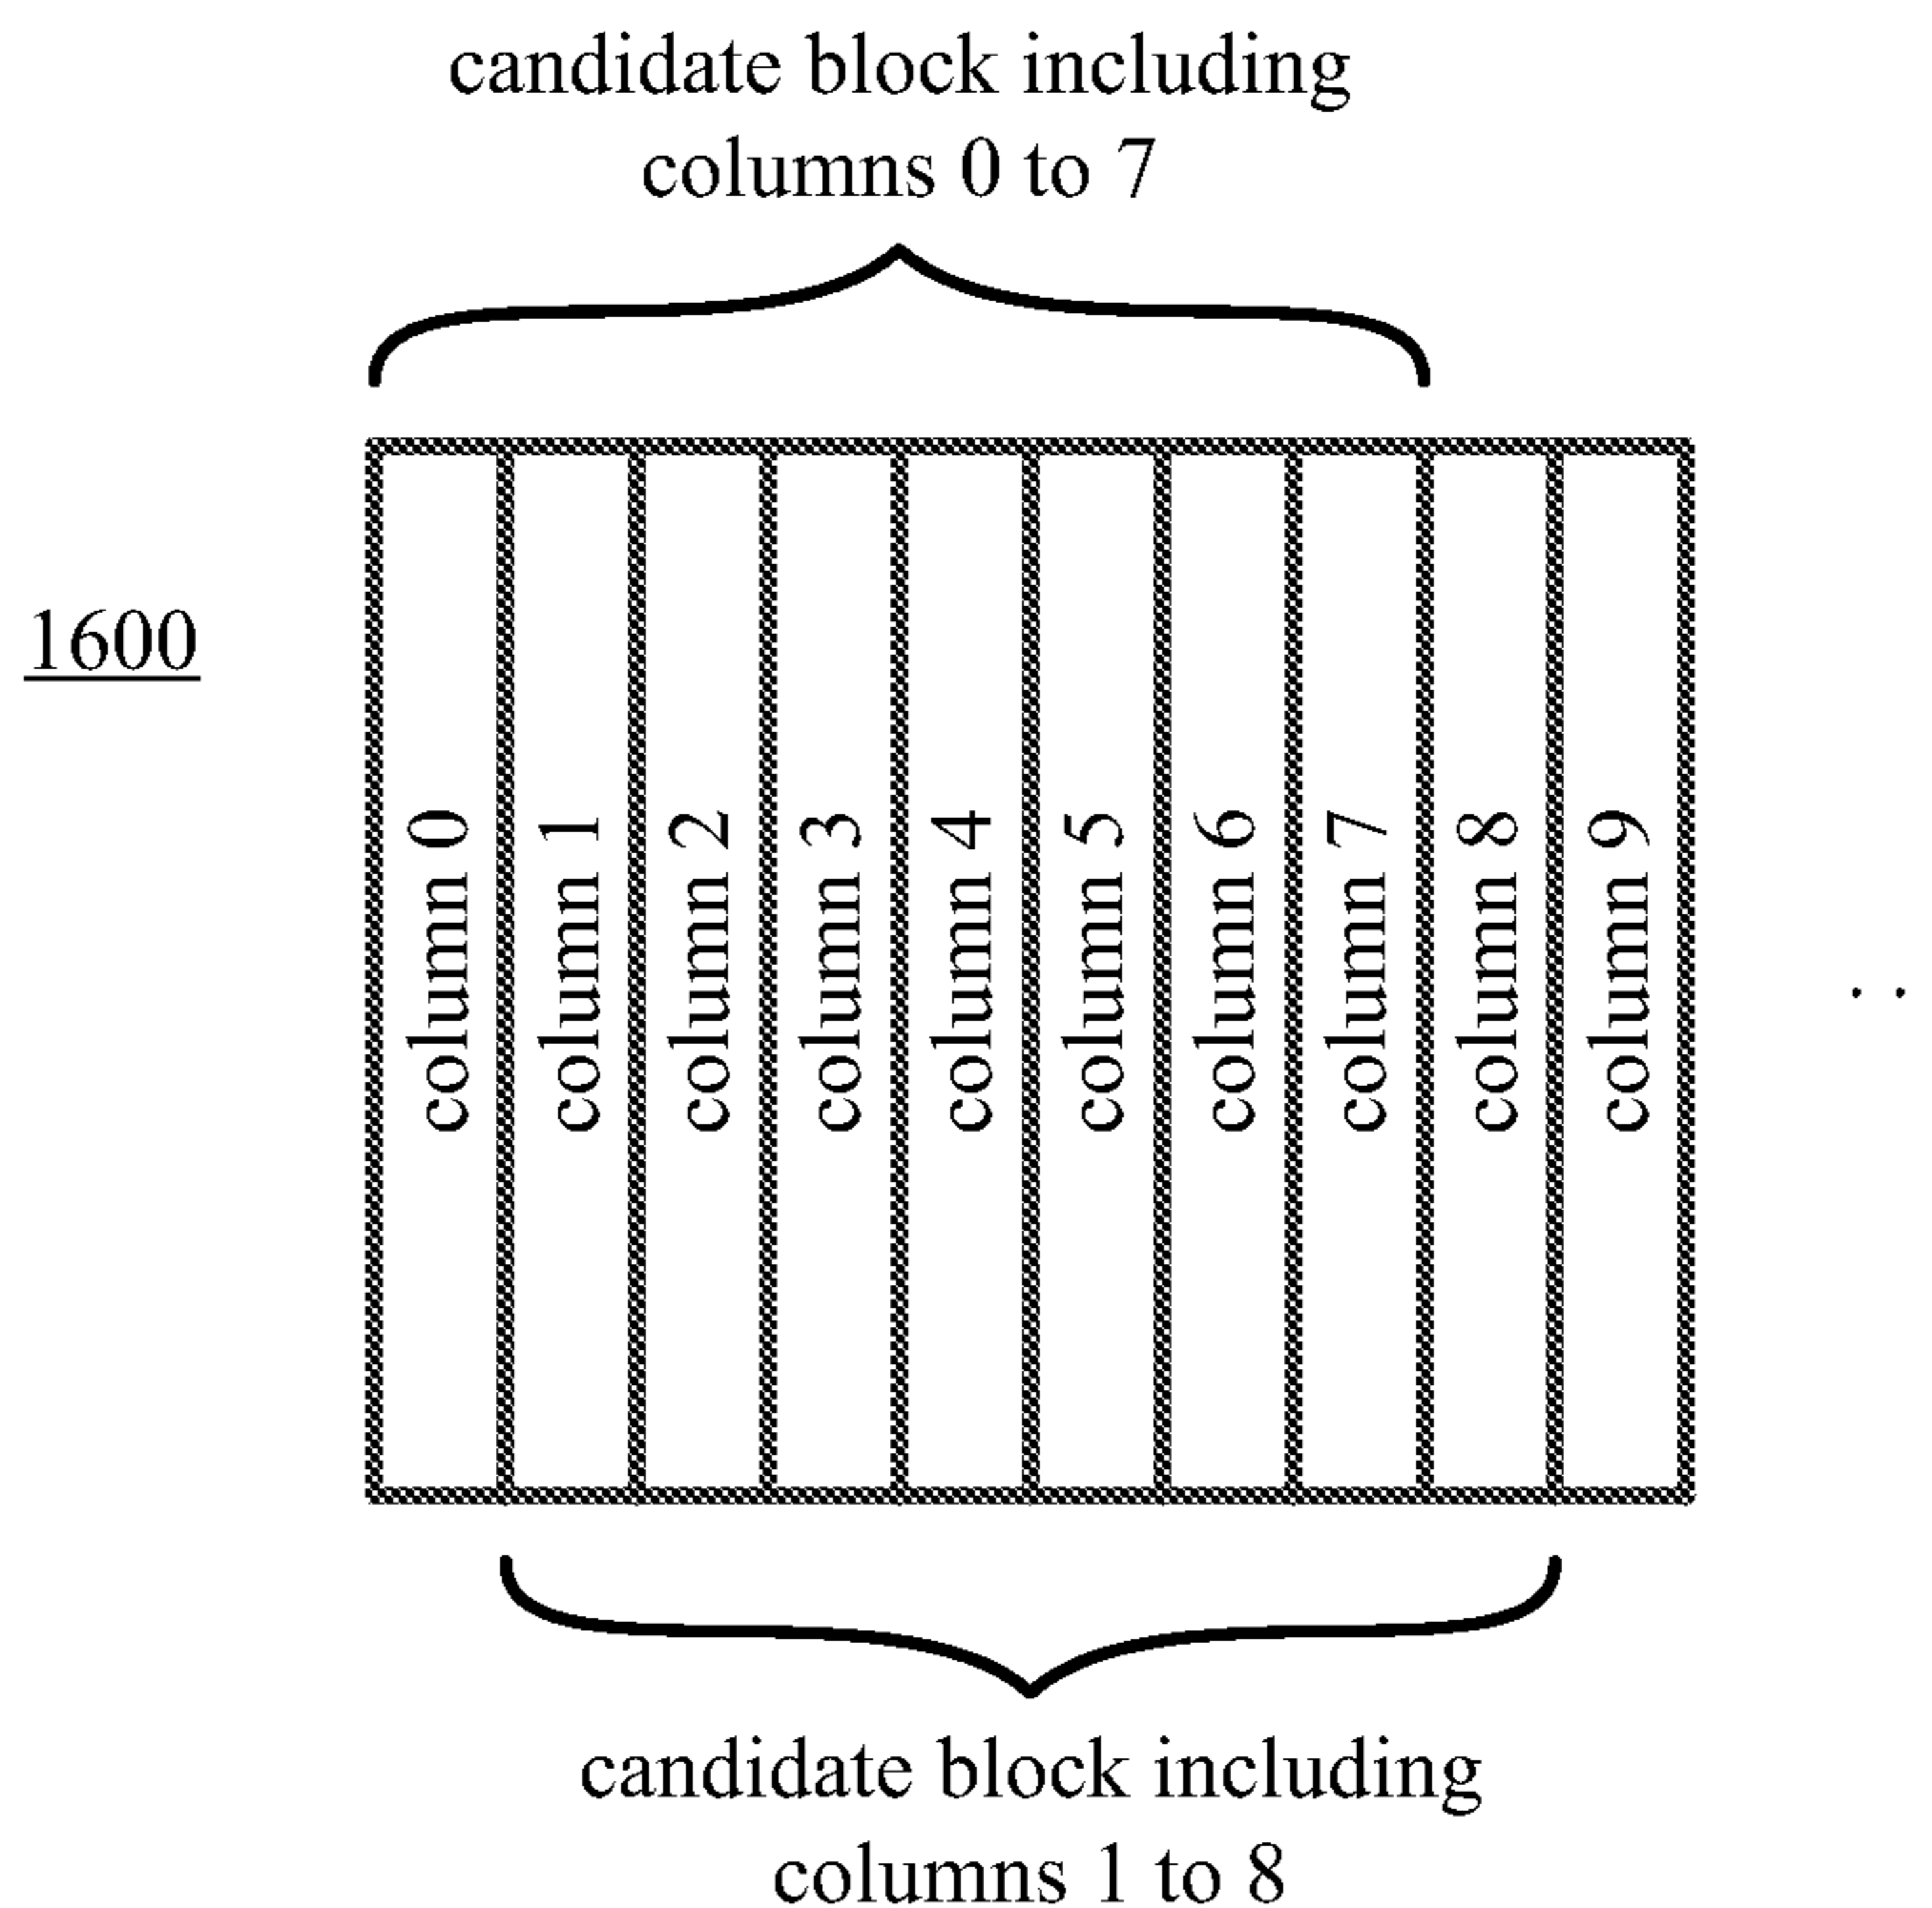 candidate block including
columns 0 to 7
1600
column 0
column 1
column 2
column 3
column 4
column 5
column 6
column 7
column 8
column 9
. .
candidate block including
columns 1 to 8